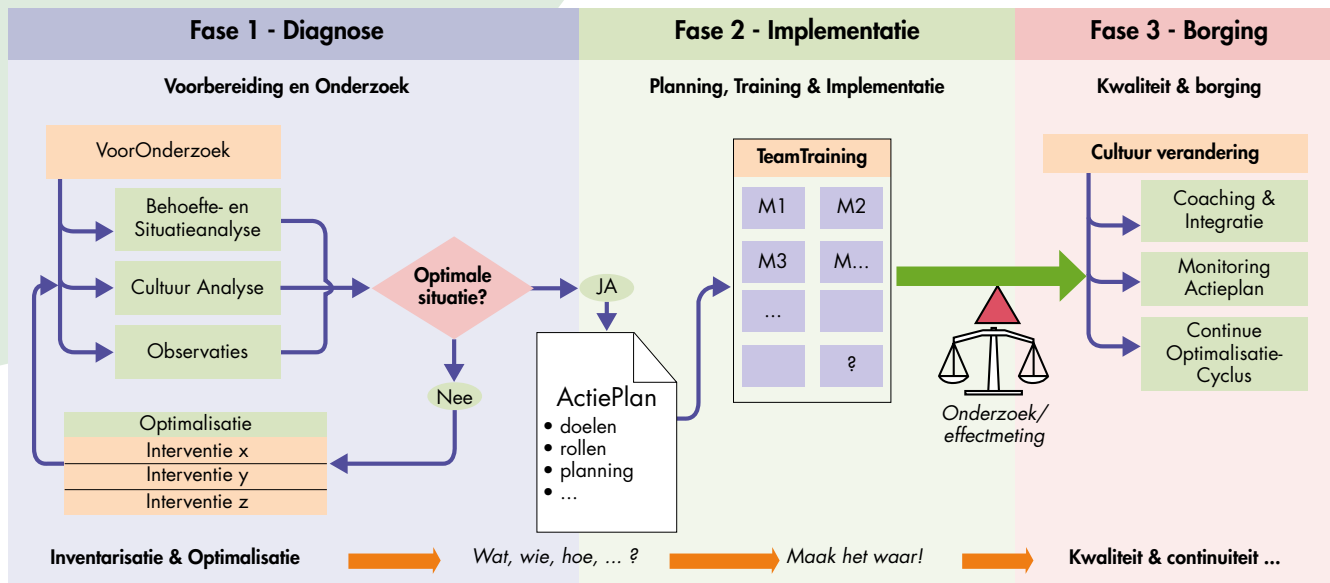 Fase 1 - Diagnose
Fase 2 - Implementatie
Fase 3 - Borging
Voorbereiding en Onderzoek
Planning, Training & Implementatie
Kwaliteit & borging
VoorOnderzoek
Behoefte- en
Situatieanalyse
Cultuur Analyse
Observaties
Optimale
situatie?
JA
Nee
Optimalisatie
Interventie x
Interventie y
Interventie z
ActiePlan
• doelen
• rollen
• planning
• ...
TeamTraining
M1
M2
M3
M...
...
?
Onderzoek/
effectmeting
Cultuur verandering
Coaching &
Integratie
Monitoring
Actieplan
Continue
Optimalisatie-
Cyclus
Inventarisatie & Optimalisatie
Wat, wie, hoe, ... ?
Maak het waar!
Kwaliteit & continuiteit ...